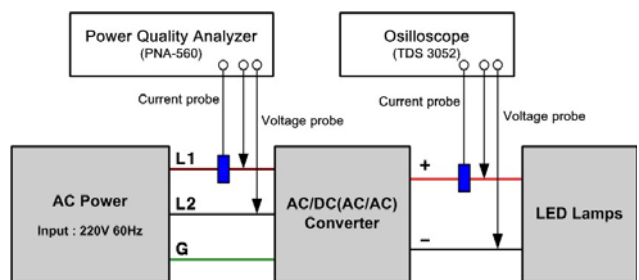 Power Quality Analyzer
(PNA-560)
Osilloscope
(TDS 3052)
Current probe
Voltage probe
Current probe
Voltage probe
L1
L2
G
+
−
AC Power
Input : 220V 60Hz
AC/DC(AC/AC)
Converter
LED Lamps